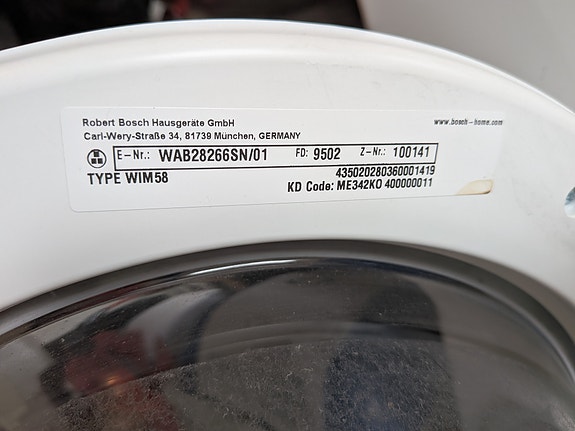 Robert Bosch Hausgeräte GmbH
www.bosch-home.com
Carl-Wery-Straße 34, 81739 München, GERMANY
E-Nr.: WAB28266SN/01 FD: 9502 Z-Nr.: 100141
435020280360001419
TYPE WIM58
KD Code: ME342KO 400000011